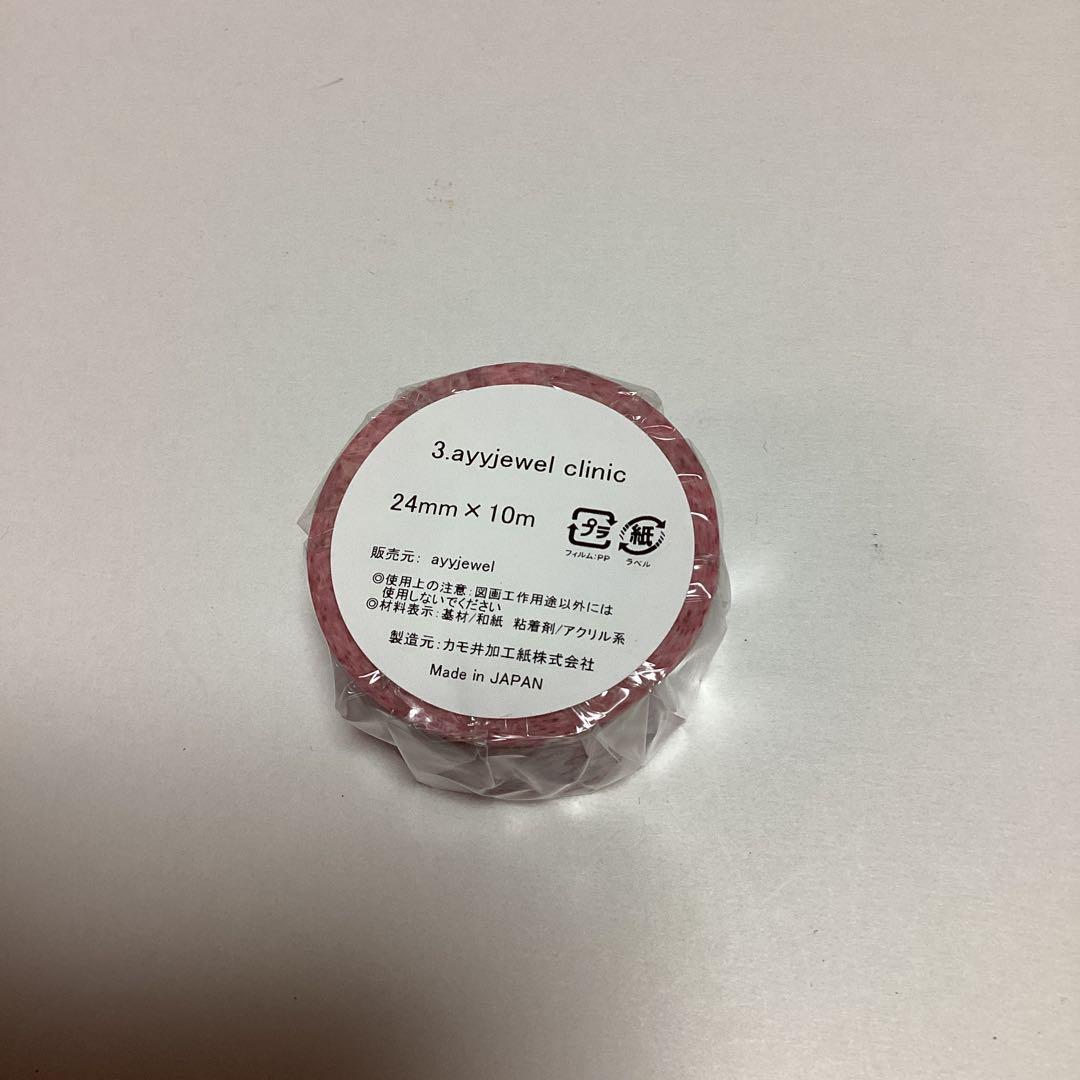 3.ayyjewel clinic
24mm×10m
プラ 紙
フィルム:PP ラベル
販売元: ayyjewel
◎使用上の注意:図画工作用途以外には
使用しないでください
◎材料表示:基材/和紙 粘着剤/アクリル系
製造元:カモ井加工紙株式会社
Made in JAPAN